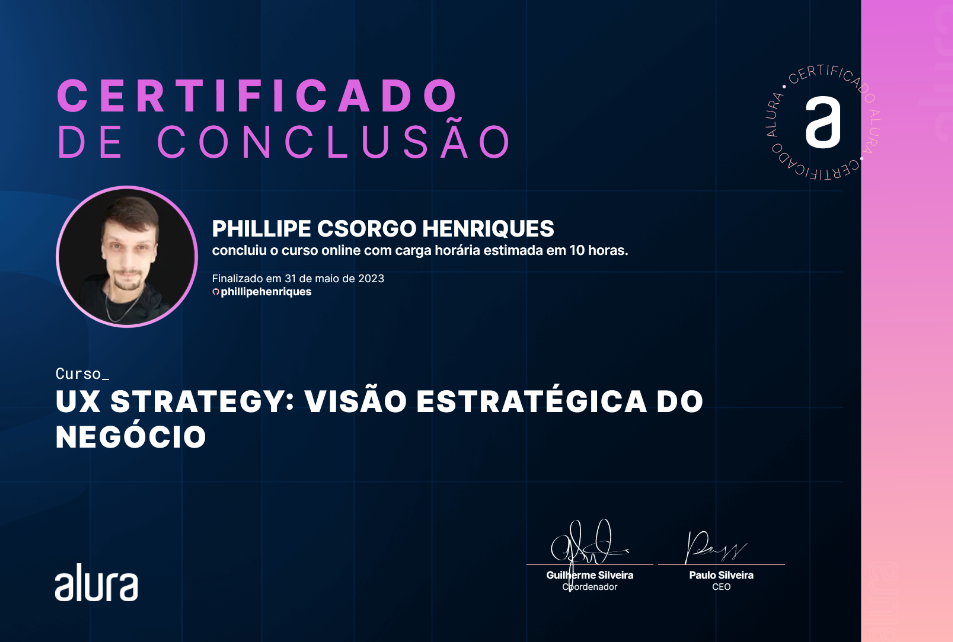 CERTIFICADO
DE CONCLUSÃO
• CERTIFICADO ALURA • CERTIFICADO ALURA
a
PHILLIPE CSORGO HENRIQUES
concluiu o curso online com carga horária estimada em 10 horas.
Finalizado em 31 de maio de 2023
phillipehenriques
Curso_
UX STRATEGY: VISÃO ESTRATÉGICA DO
NEGÓCIO
Guilherme Silveira
Coordenador
Paulo Silveira
CEO
alura